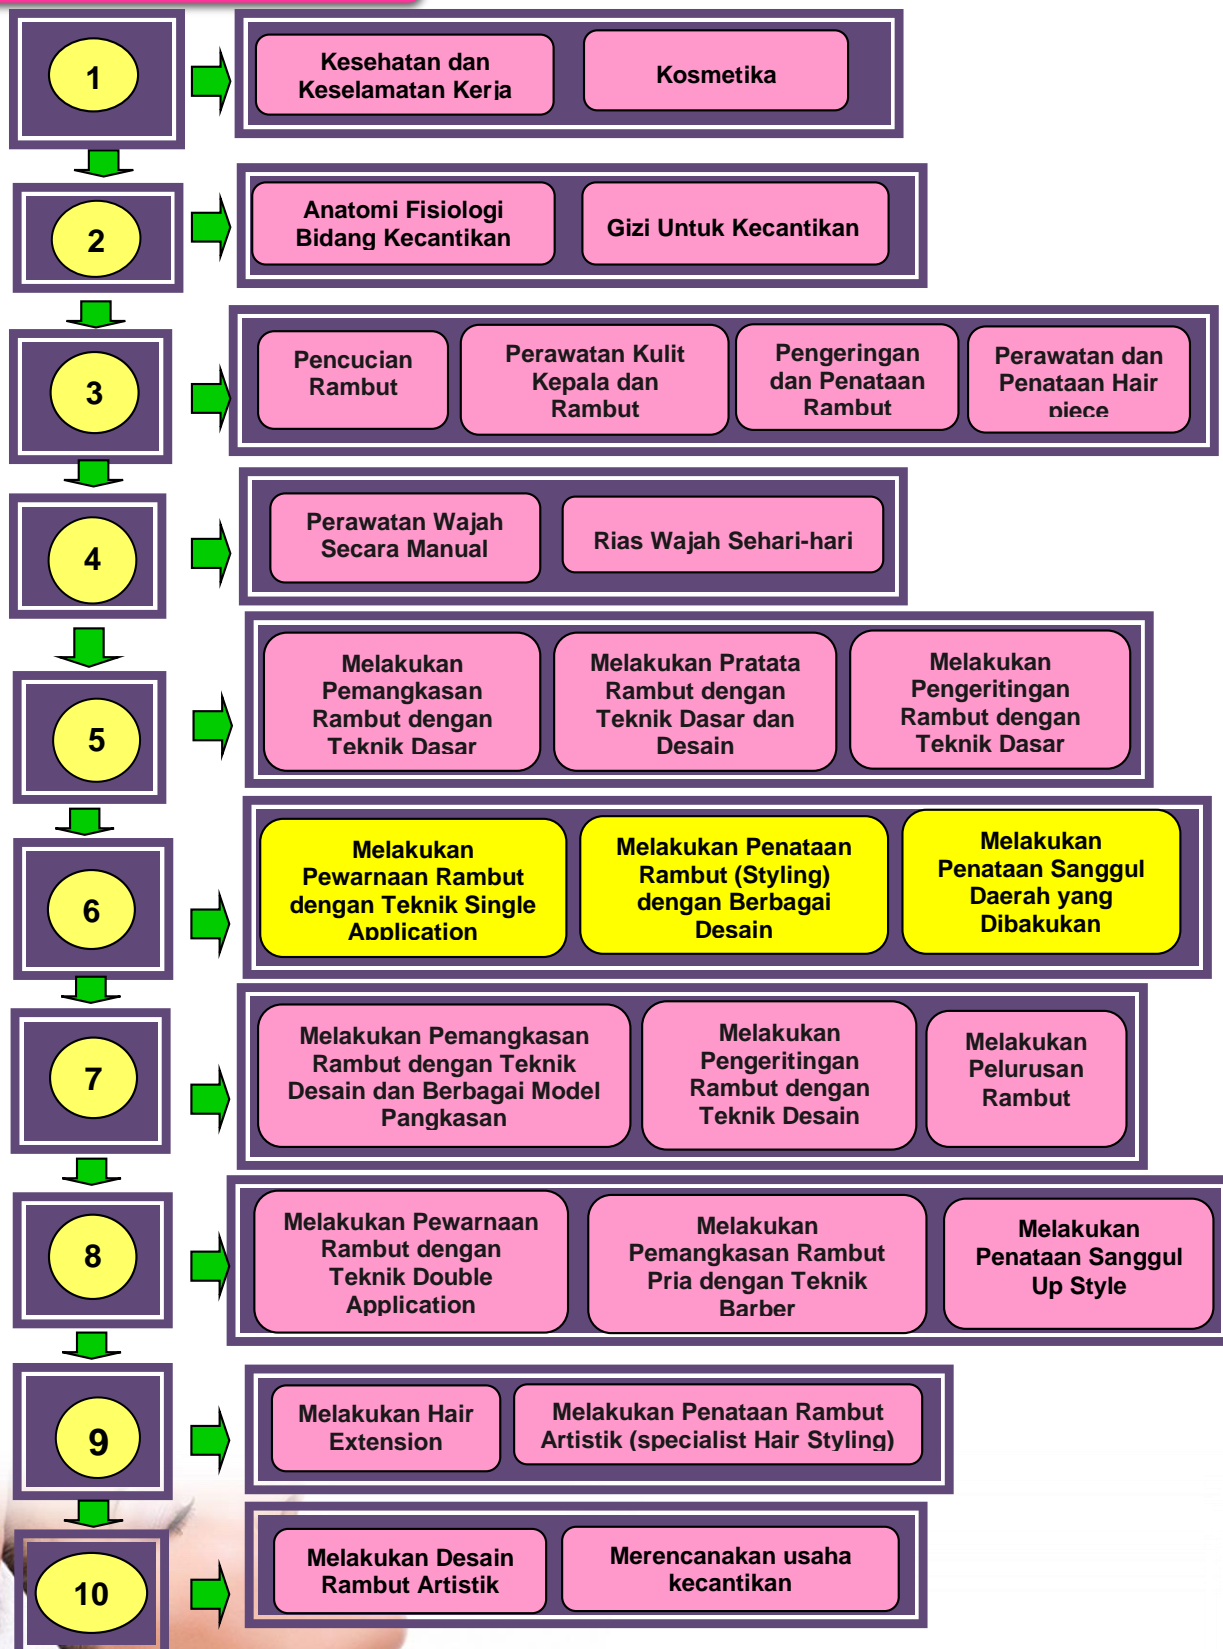 1
Kesehatan dan
Keselamatan Kerja
Kosmetika
2
Anatomi Fisiologi
Bidang Kecantikan
Gizi Untuk Kecantikan
3
Pencucian
Rambut
Perawatan Kulit
Kepala dan
Rambut
Pengeringan
dan Penataan
Rambut
Perawatan dan
Penataan Hair
piece
4
Perawatan Wajah
Secara Manual
Rias Wajah Sehari-hari
5
Melakukan
Pemangkasan
Rambut dengan
Teknik Dasar
Melakukan Pratata
Rambut dengan
Teknik Dasar dan
Desain
Melakukan
Pengeritingan
Rambut dengan
Teknik Dasar
6
Melakukan
Pewarnaan Rambut
dengan Teknik Single
Application
Melakukan Penataan
Rambut (Styling)
dengan Berbagai
Desain
Melakukan
Penataan Sanggul
Daerah yang
Dibakukan
7
Melakukan Pemangkasan
Rambut dengan Teknik
Desain dan Berbagai Model
Pangkasan
Melakukan
Pengeritingan
Rambut dengan
Teknik Desain
Melakukan
Pelurusan
Rambut
8
Melakukan Pewarnaan
Rambut dengan
Teknik Double
Application
Melakukan
Pemangkasan Rambut
Pria dengan Teknik
Barber
Melakukan
Penataan Sanggul
Up Style
9
Melakukan Hair
Extension
Melakukan Penataan Rambut
Artistik (specialist Hair Styling)
10
Melakukan Desain
Rambut Artistik
Merencanakan usaha
kecantikan